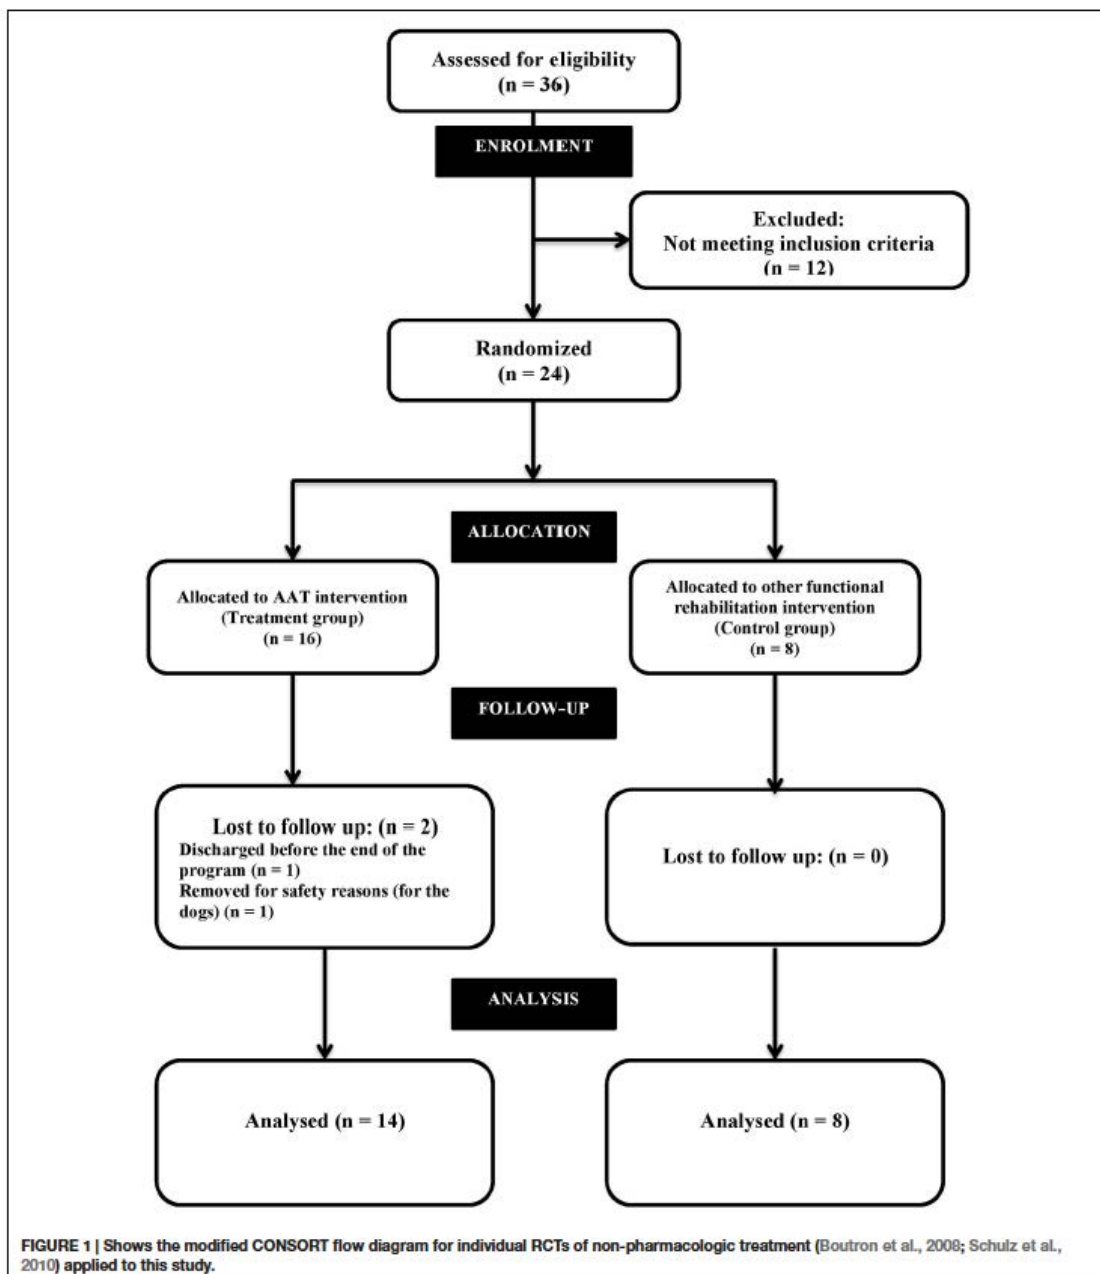 Assessed for eligibility
(n = 36)
ENROLMENT
Excluded:
Not meeting inclusion criteria
(n = 12)
Randomized
(n = 24)
ALLOCATION
Allocated to AAT intervention
(Treatment group)
(n = 16)
Allocated to other functional
rehabilitation intervention
(Control group)
(n = 8)
FOLLOW-UP
Lost to follow up: (n = 2)
Discharged before the end of the
program (n = 1)
Removed for safety reasons (for the
dogs) (n = 1)
Lost to follow up: (n = 0)
ANALYSIS
Analysed (n = 14)
Analysed (n = 8)
FIGURE 1 | Shows the modified CONSORT flow diagram for individual RCTs of non-pharmacologic treatment (Boutron et al., 2008; Schulz et al.,
2010) applied to this study.